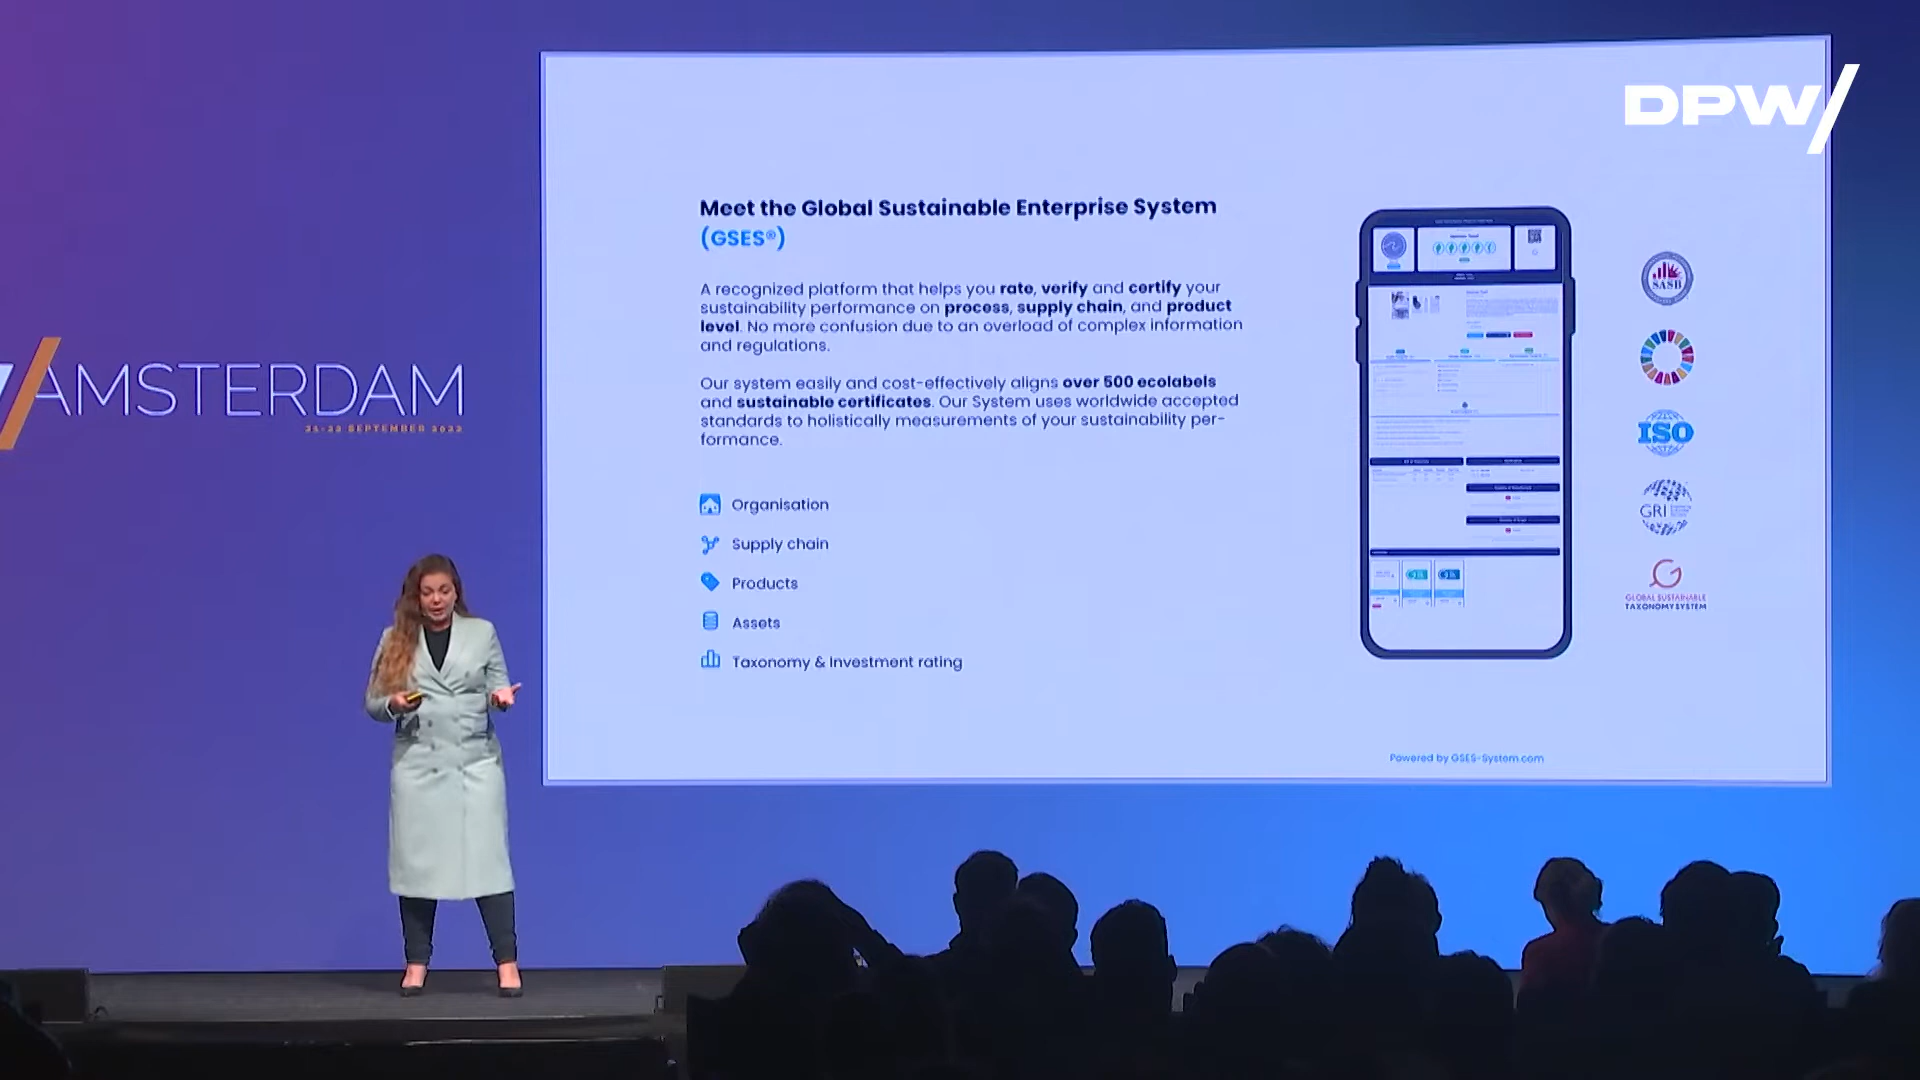 DPW/
Meet the Global Sustainable Enterprise System
(GSES®)
A recognized platform that helps you rate, verify and certify your
sustainability performance on process, supply chain, and product
level. No more confusion due to an overload of complex information
and regulations.
Our system easily and cost-effectively aligns over 500 ecolabels
and sustainable certificates. Our System uses worldwide accepted
standards to holistically measurements of your sustainability per-
formance.
Organisation
Supply chain
Products
Assets
Taxonomy & Investment rating
SASB
ISO
GRI
GLOBAL SUSTAINABLE
TAXONOMY SYSTEM
Powered by GSES-System.com
/AMSTERDAM
SEPTEMBER 2022